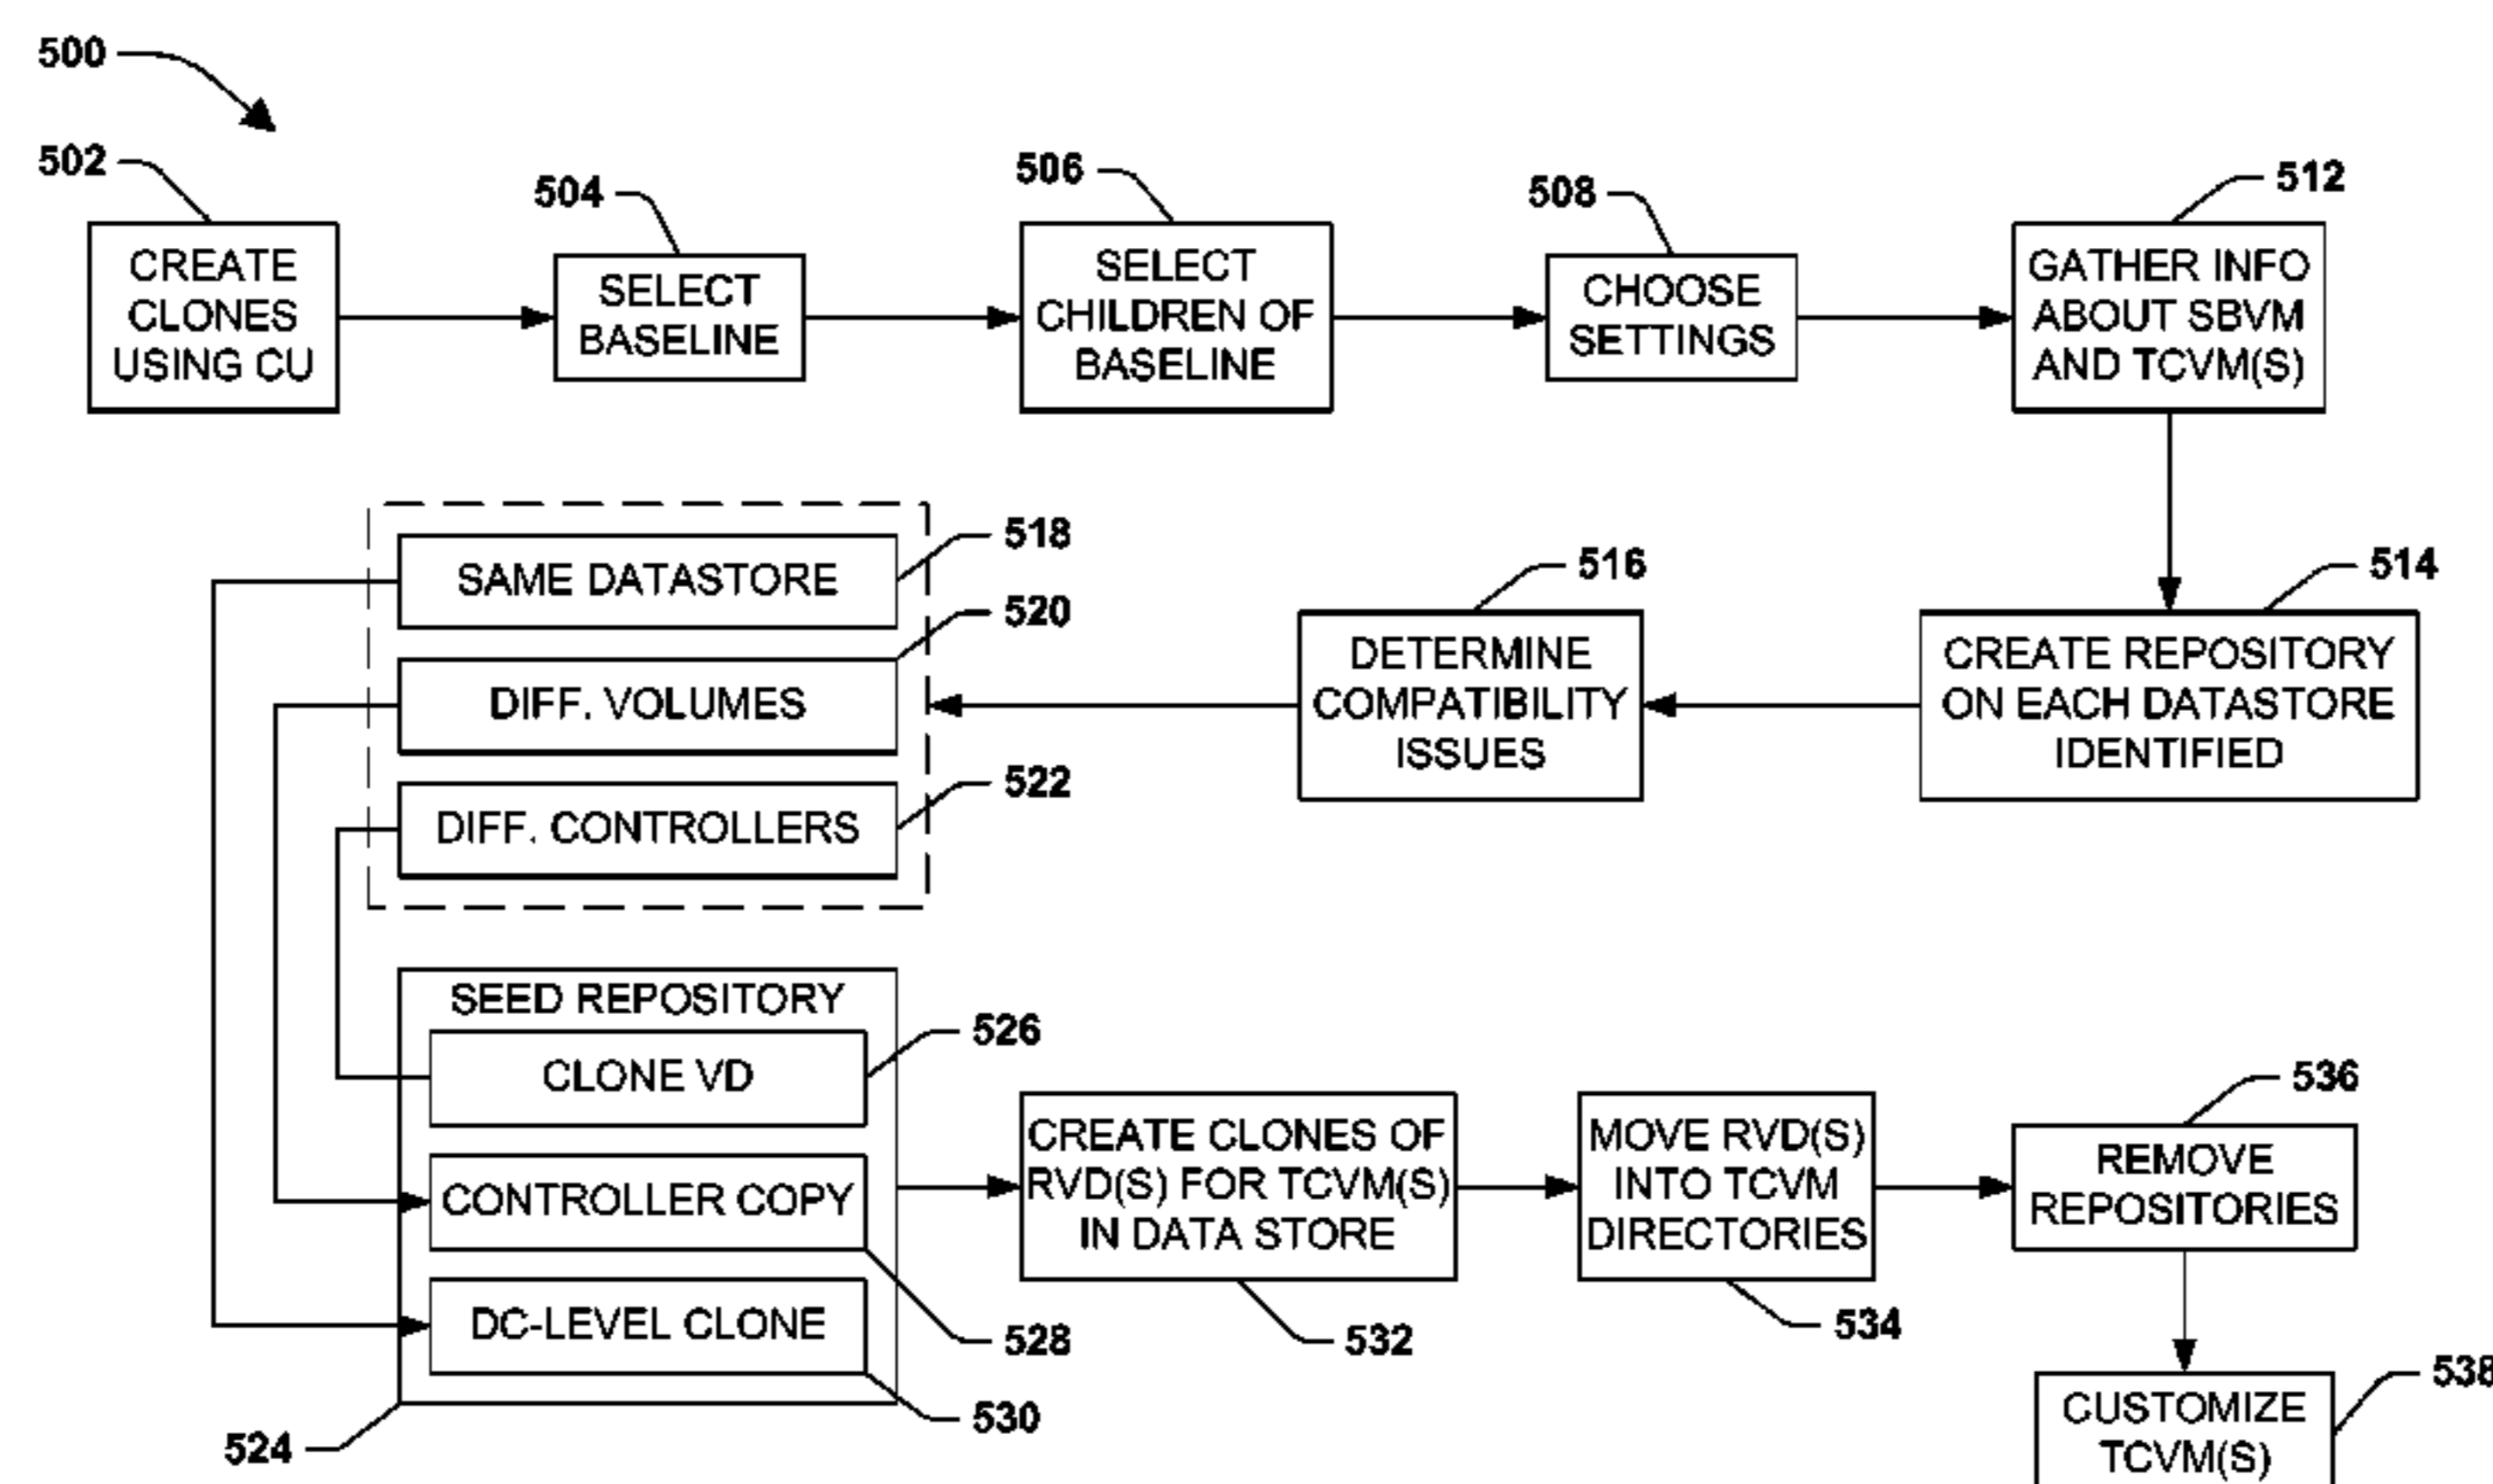 500
502
CREATE
CLONES
USING CU
504
SELECT
BASELINE
506
SELECT
CHILDREN OF
BASELINE
508
CHOOSE
SETTINGS
512
GATHER INFO
ABOUT SBVM
AND TCVM(S)
514
CREATE REPOSITORY
ON EACH DATASTORE
IDENTIFIED
516
DETERMINE
COMPATIBILITY
ISSUES
518
SAME DATASTORE
520
DIFF. VOLUMES
522
DIFF. CONTROLLERS
SEED REPOSITORY
526
CLONE VD
CONTROLLER COPY
528
DC-LEVEL CLONE
530
524
CREATE CLONES OF
RVD(S) FOR TCVM(S)
IN DATA STORE
532
MOVE RVD(S)
INTO TCVM
DIRECTORIES
534
536
REMOVE
REPOSITORIES
538
CUSTOMIZE
TCVM(S)